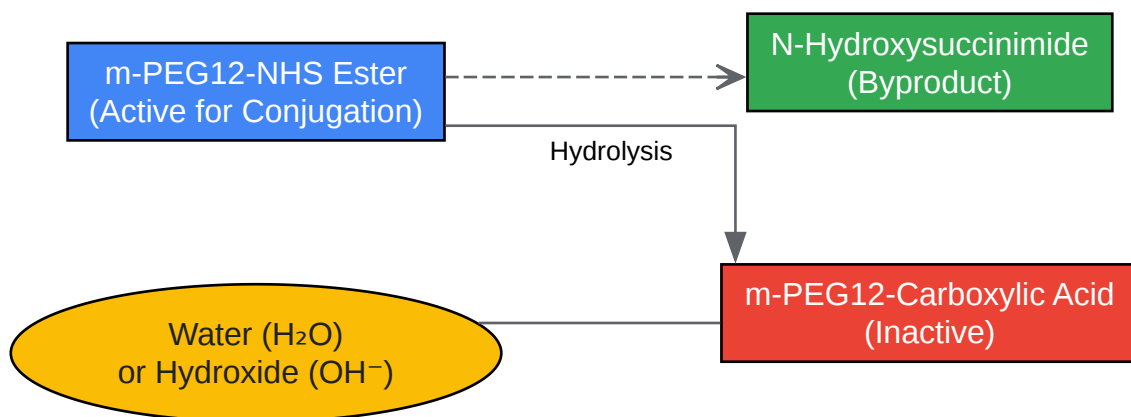 m-PEG12-NHS Ester
(Active for Conjugation)
N-Hydroxysuccinimide
(Byproduct)
Hydrolysis
m-PEG12-Carboxylic Acid
(Inactive)
Water (H₂O)
or Hydroxide (OH⁻)